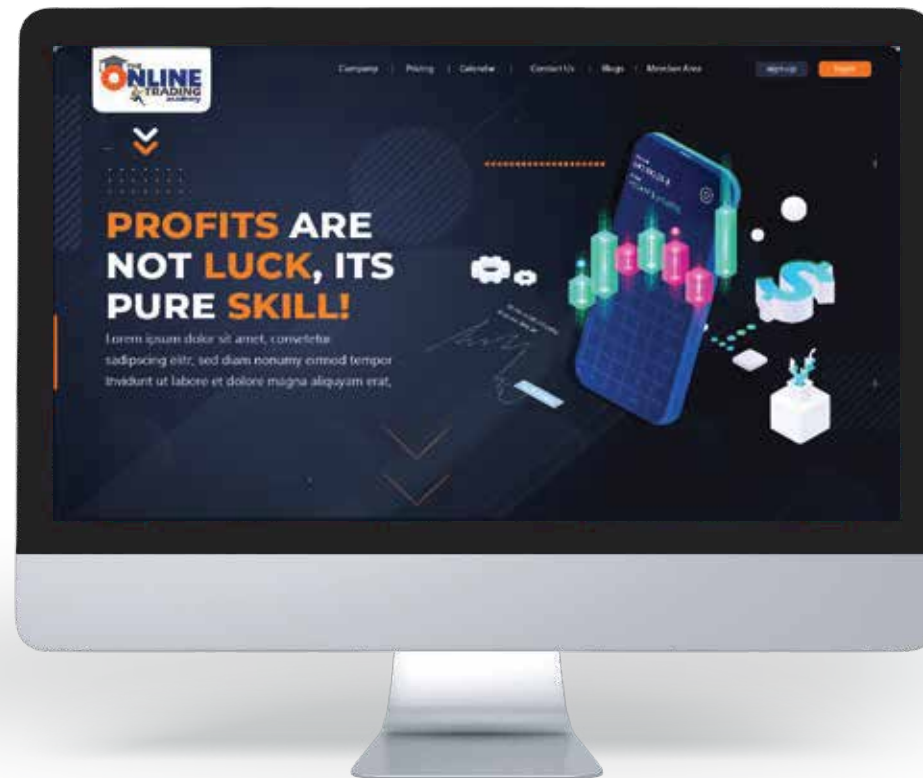 THE
ONLINE
TRADING
academy
Company | Pricing | Calendar | Contact Us | Blogs | Member Area
Sign Up
PROFITS ARE
NOT LUCK, ITS
PURE SKILL!
Lorem ipsum dolor sit amet, consetetur
sadipscing elitr, sed diam nonumy eirmod tempor
invidunt ut labore et dolore magna aliquyam erat,